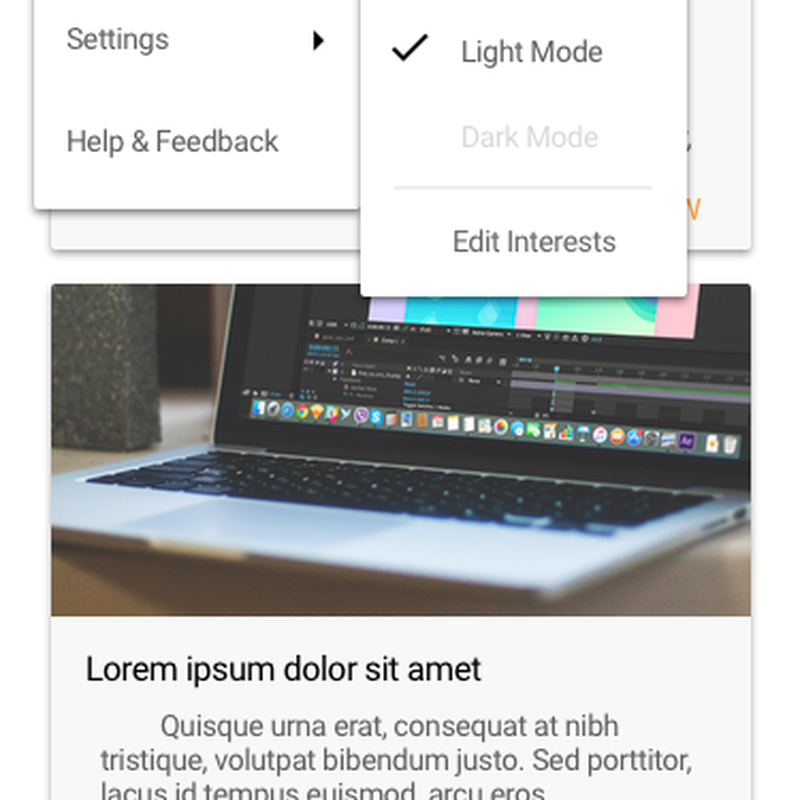 Settings
Help & Feedback
Light Mode
Dark Mode
Edit Interests
Lorem ipsum dolor sit amet
Quisque urna erat, consequat at nibh
tristique, volutpat bibendum justo. Sed porttitor,
lacus id tempus euismod, arcu eros